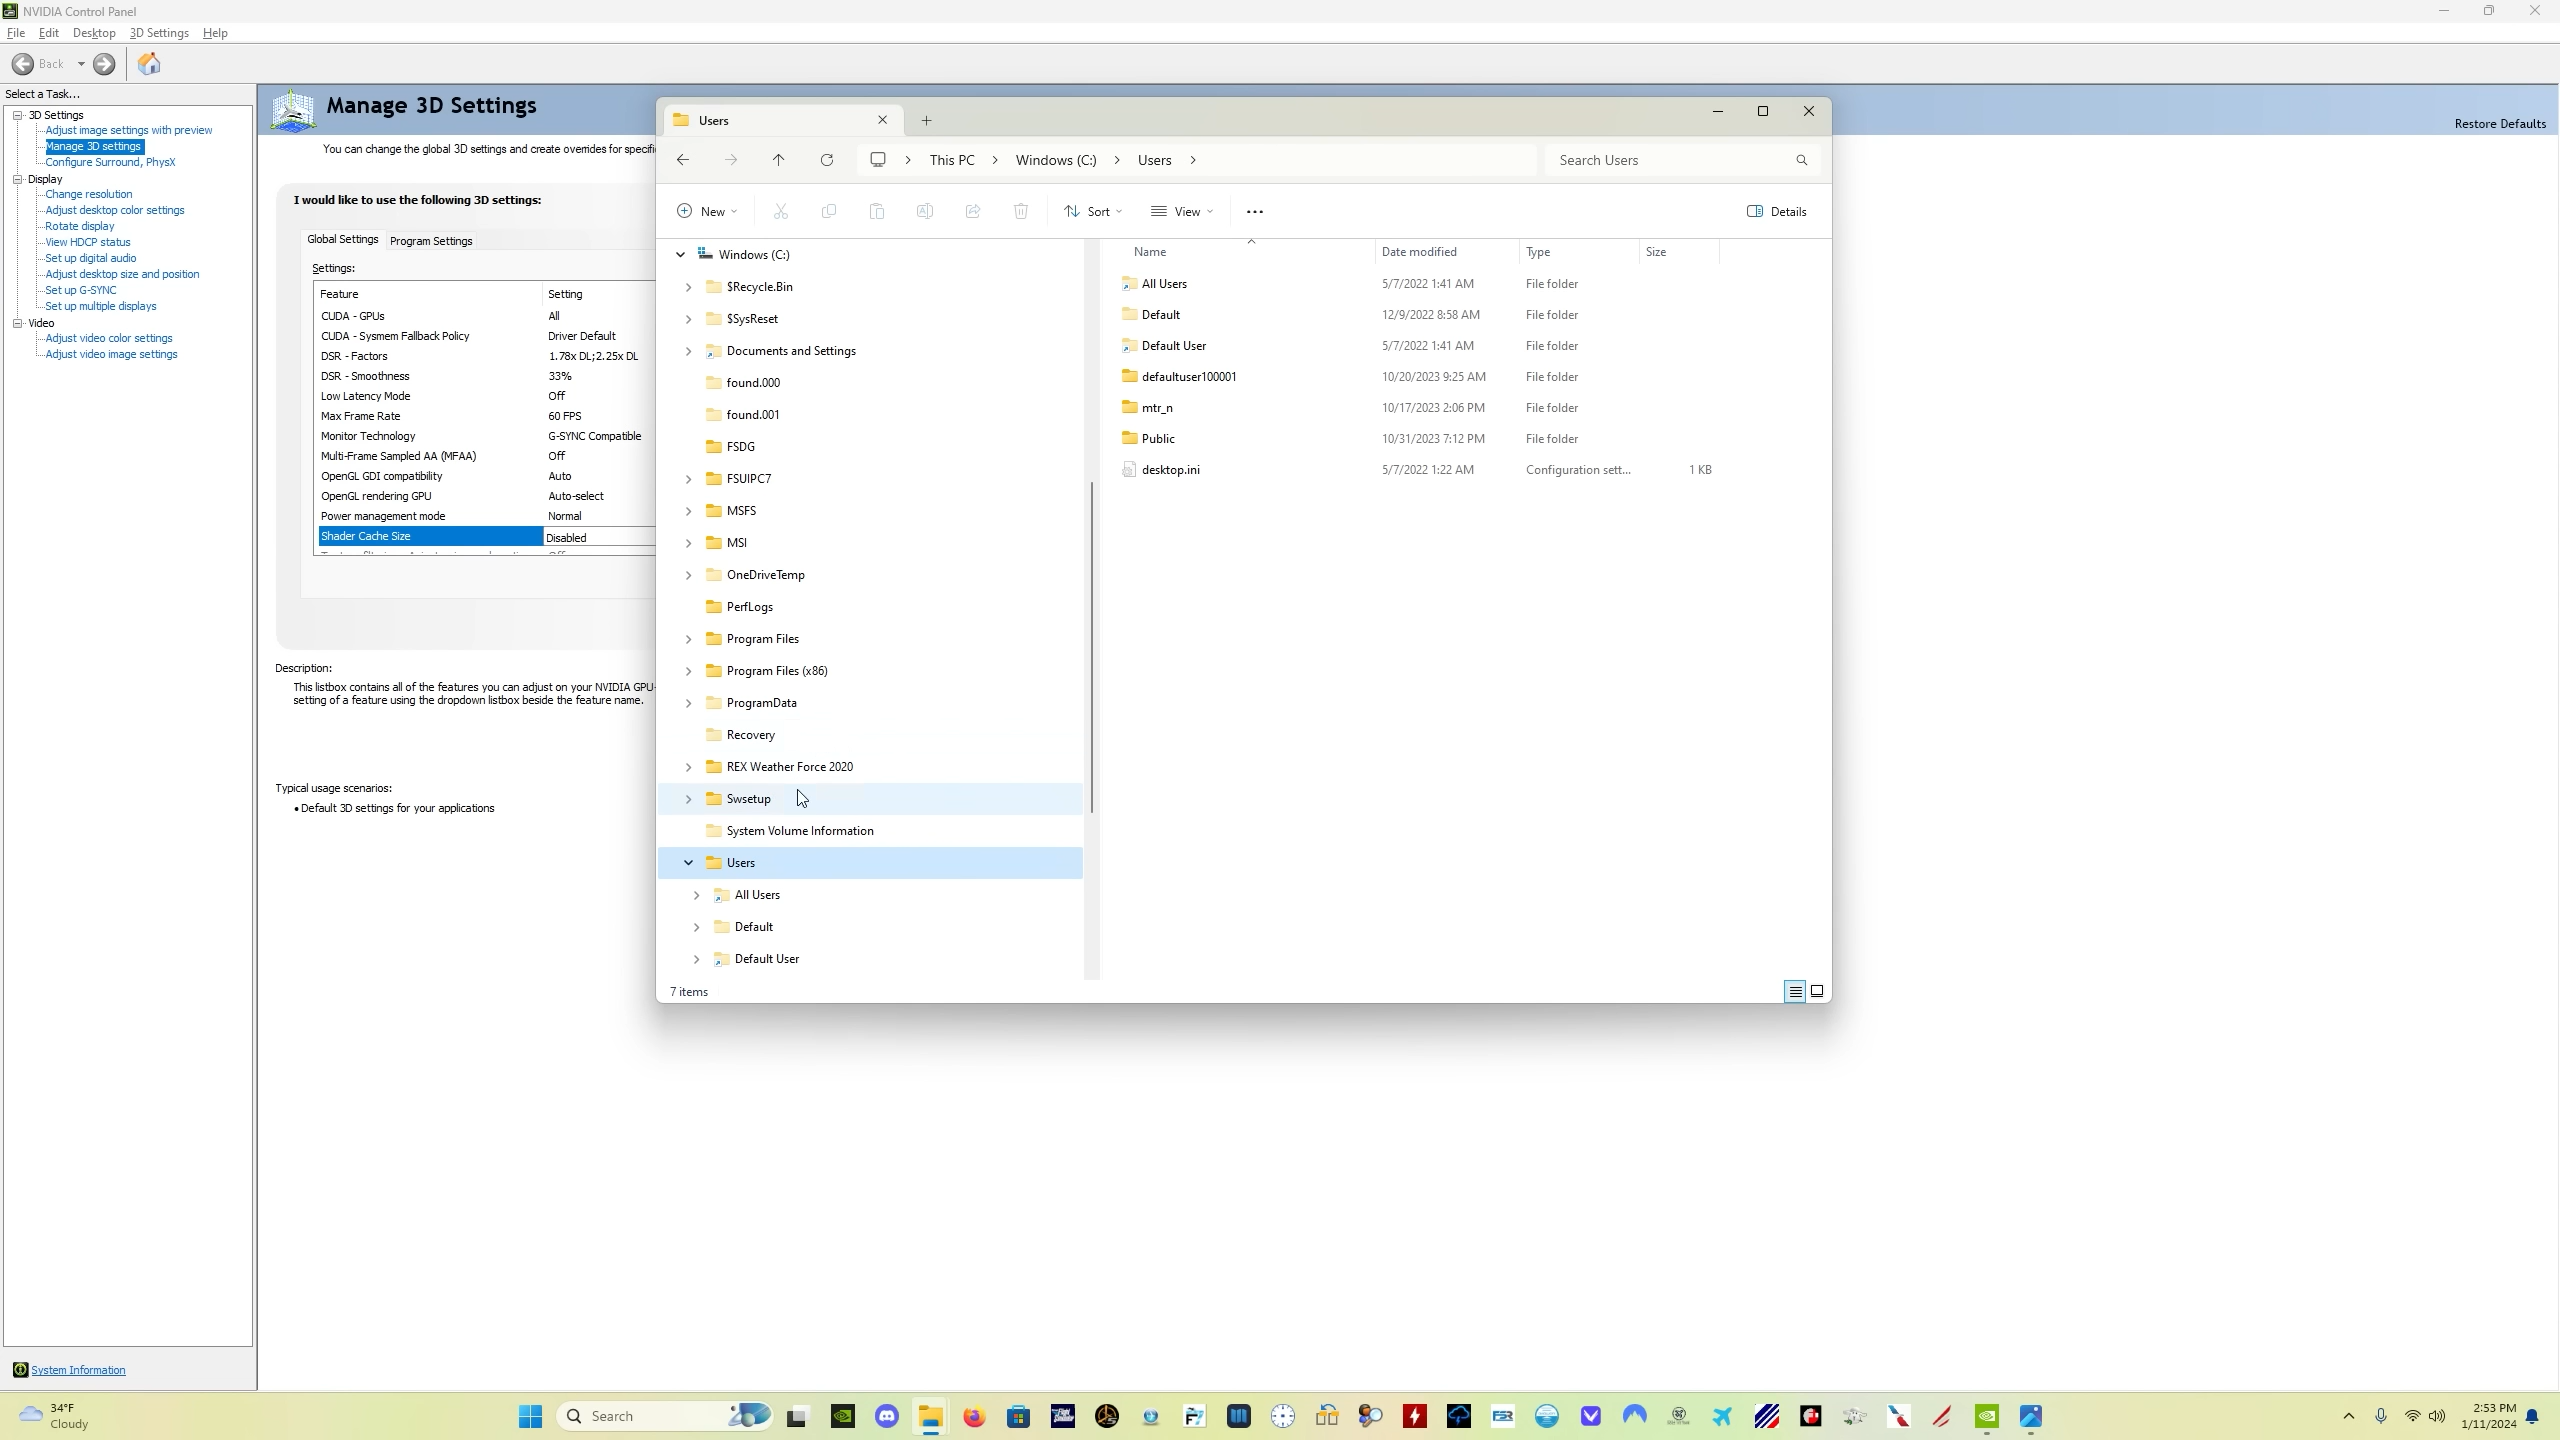 NVIDIA Control Panel
File Edit Desktop 3D Settings Help
Back
Select a Task...
3D Settings
Adjust image settings with preview
Manage 3D settings
Configure Surround, PhysX
Display
Change resolution
Adjust desktop color settings
Rotate display
View HDCP status
Set up digital audio
Adjust desktop size and position
Set up G-SYNC
Set up multiple displays
Video
Adjust video color settings
Adjust video image settings
System Information
Manage 3D Settings
Restore Defaults
You can change the global 3D settings and create overrides for specifi
I would like to use the following 3D settings:
Global Settings Program Settings
Settings:
Feature Setting
CUDA - GPUs All
CUDA - Sysmem Fallback Policy Driver Default
DSR - Factors 1.78x DL;2.25x DL
DSR - Smoothness 33%
Low Latency Mode Off
Max Frame Rate 60 FPS
Monitor Technology G-SYNC Compatible
Multi-Frame Sampled AA (MFAA) Off
OpenGL GDI compatibility Auto
OpenGL rendering GPU Auto-select
Power management mode Normal
Shader Cache Size Disabled
Description:
This listbox contains all of the features you can adjust on your NVIDIA GPU-
setting of a feature using the dropdown listbox beside the feature name.
Typical usage scenarios:
• Default 3D settings for your applications
Users
This PC > Windows (C:) > Users >
Search Users
New Sort View ... Details
Windows (C:)
$Recycle.Bin
$SysReset
Documents and Settings
found.000
found.001
FSDG
FSUIPC7
MSFS
MSI
OneDriveTemp
PerfLogs
Program Files
Program Files (x86)
ProgramData
Recovery
REX Weather Force 2020
Swsetup
System Volume Information
Users
All Users
Default
Default User
Name Date modified Type Size
All Users 5/7/2022 1:41 AM File folder
Default 12/9/2022 8:58 AM File folder
Default User 5/7/2022 1:41 AM File folder
defaultuser100001 10/20/2023 9:25 AM File folder
mtr_n 10/17/2023 2:06 PM File folder
Public 10/31/2023 7:12 PM File folder
desktop.ini 5/7/2022 1:22 AM Configuration sett... 1 KB
7 items
34°F
Cloudy
Search
FSR
2:53 PM
1/11/2024